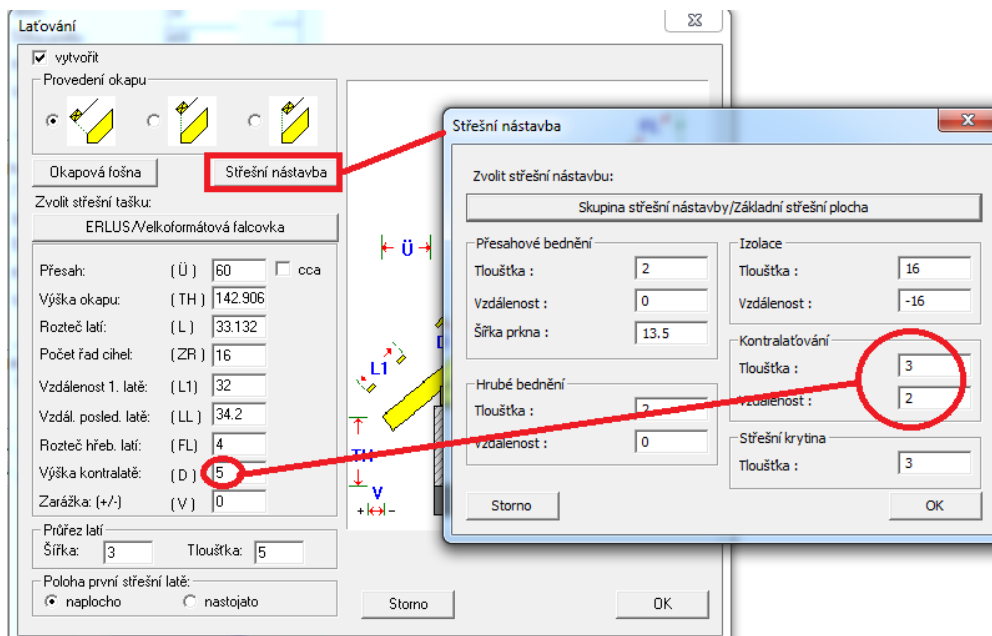 Laťování
vytvořit
Provedení okapu
Okapová fošna
Střešní nástavba
Zvolit střešní tašku:
ERLUS/Velkoformátová falcovka
Přesah: (Ü) 60 cca
Výška okapu: (TH) 142.906
Rozteč latí: (L) 33.132
Počet řad cihel: (ZR) 16
Vzdálenost 1. latě: (L1) 32
Vzdál. posled. latě: (LL) 34.2
Rozteč hřeb. latí: (FL) 4
Výška kontralatě: (D) 5
Zarážka: (+/-) (V) 0
Průřez latí
Šířka: 3 Tloušťka: 5
Poloha první střešní latě:
naplocho nastojato
Storno OK
Ü
L1
TH
V
+ -
Střešní nástavba
Zvolit střešní nástavbu:
Skupina střešní nástavby/Základní střešní plocha
Přesahové bednění
Tloušťka : 2
Vzdálenost : 0
Šířka prkna : 13.5
Hrubé bednění
Tloušťka : 2
Vzdálenost : 0
Izolace
Tloušťka : 16
Vzdálenost : -16
Kontralaťování
Tloušťka : 3
Vzdálenost : 2
Střešní krytina
Tloušťka : 3
Storno OK